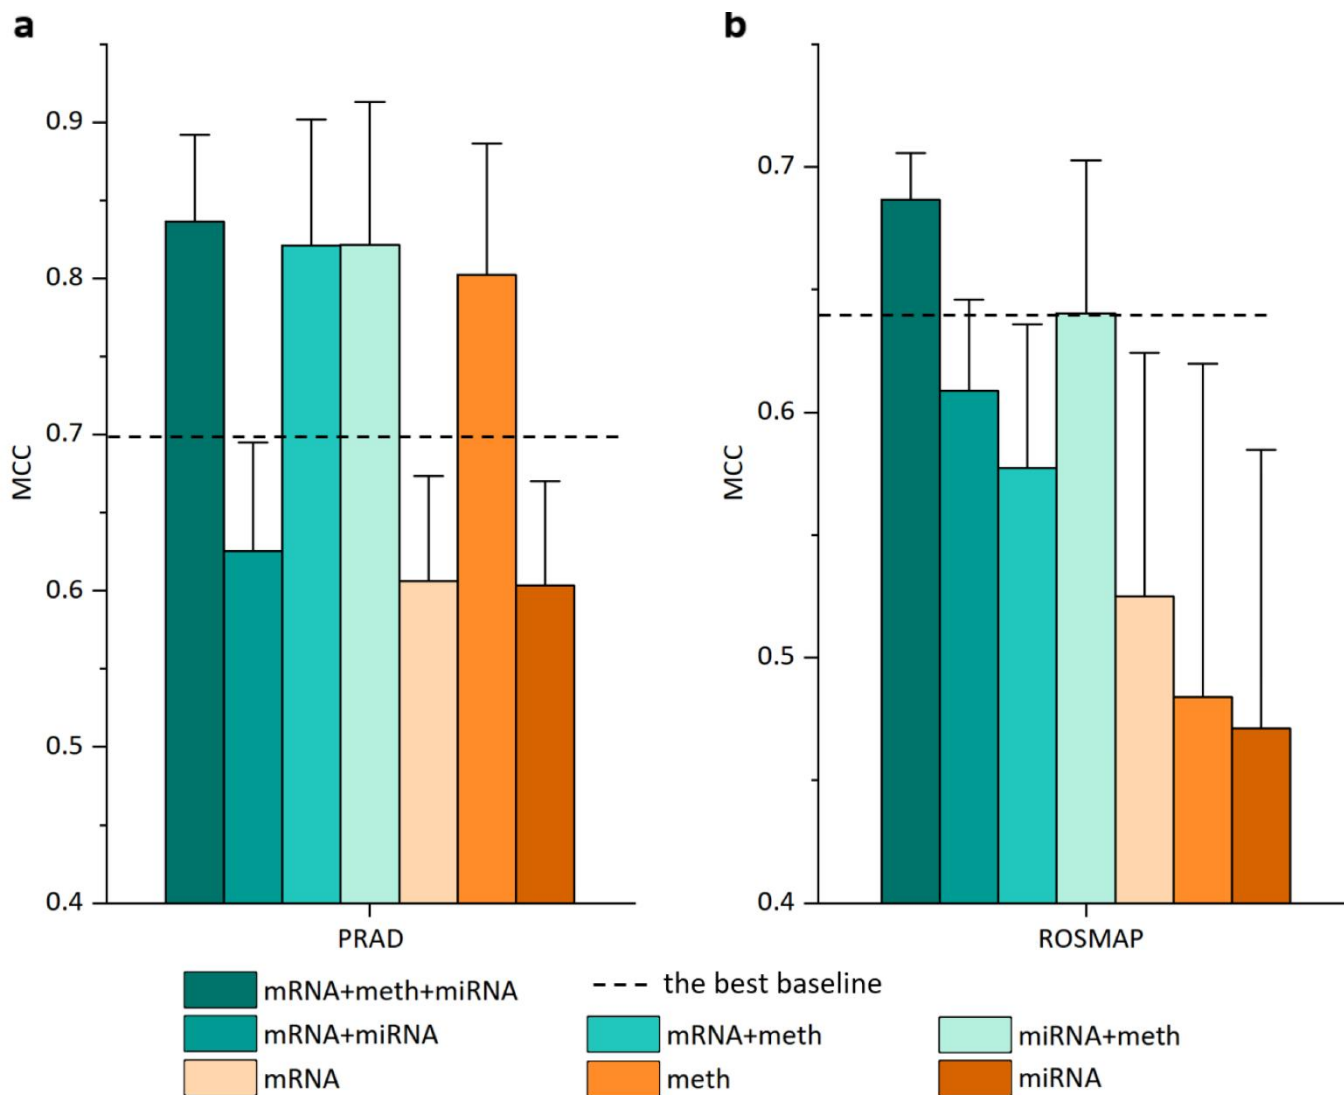 a
b
0.9
0.8
0.7
0.6
0.5
0.4
MCC
PRAD
0.7
0.6
0.5
0.4
MCC
ROSMAP
mRNA+meth+miRNA
the best baseline
mRNA+miRNA
mRNA+meth
miRNA+meth
mRNA
meth
miRNA